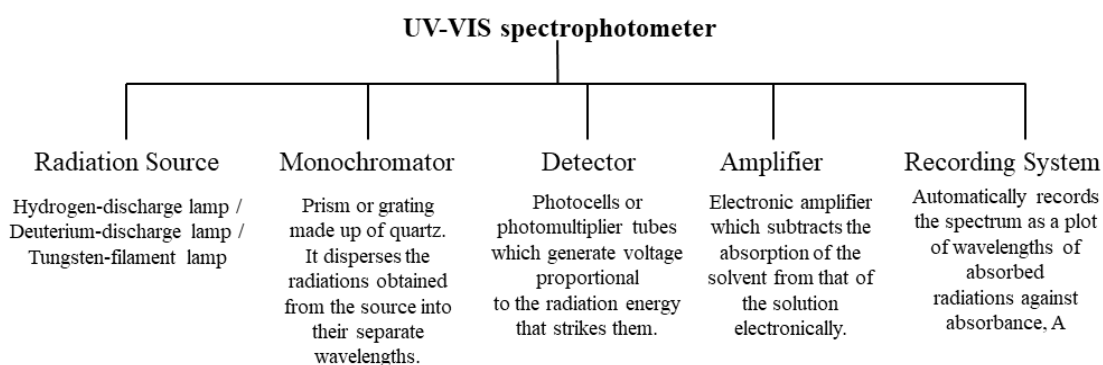 UV-VIS spectrophotometer
Radiation Source
Hydrogen-discharge lamp /
Deuterium-discharge lamp /
Tungsten-filament lamp
Monochromator
Prism or grating
made up of quartz.
It disperses the
radiations obtained
from the source into
their separate
wavelengths.
Detector
Photocells or
photomultiplier tubes
which generate voltage
proportional
to the radiation energy
that strikes them.
Amplifier
Electronic amplifier
which subtracts the
absorption of the
solvent from that of
the solution
electronically.
Recording System
Automatically records
the spectrum as a plot
of wavelengths of
absorbed
radiations against
absorbance, A